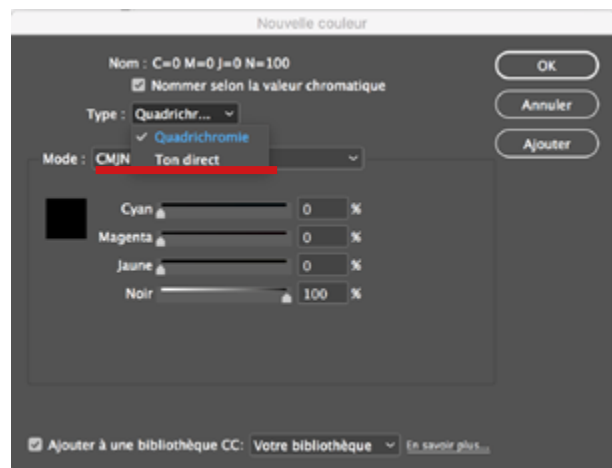 Nouvelle couleur
Nom : C=0 M=0 J=0 N=100
Nommer selon la valeur chromatique
Type : Quadrichr...
Quadrichromie
Ton direct
Mode : CMJN
Cyan 0 %
Magenta 0 %
Jaune 0 %
Noir 100 %
OK
Annuler
Ajouter
Ajouter à une bibliothèque CC: Votre bibliothèque En savoir plus...